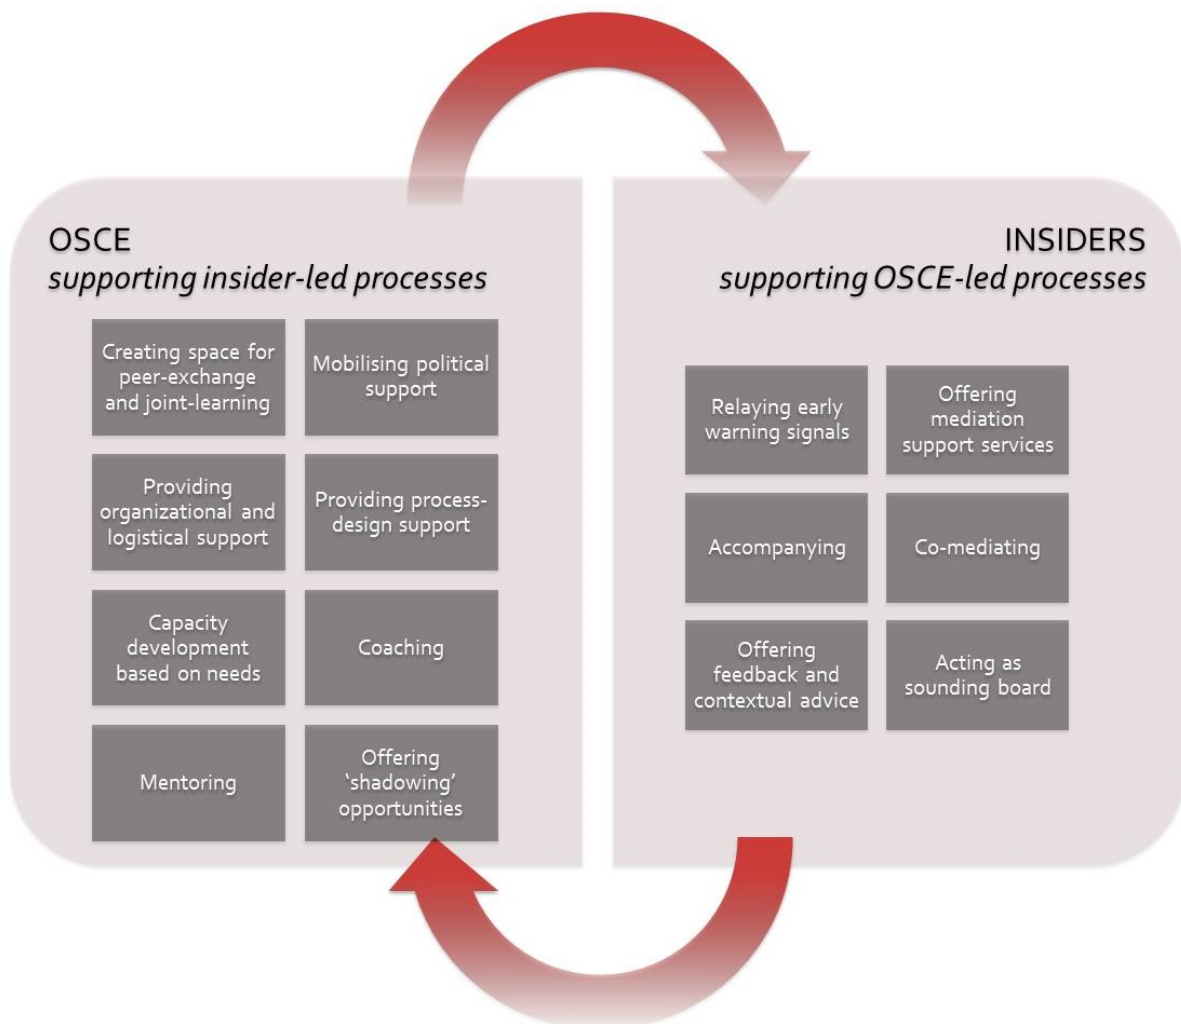 OSCE
supporting insider-led processes
Creating space for
peer-exchange
and joint-learning
Mobilising political
support
Providing
organizational and
logistical support
Providing process-
design support
Capacity
development
based on needs
Coaching
Mentoring
Offering
‘shadowing’
opportunities
INSIDERS
supporting OSCE-led processes
Relaying early
warning signals
Offering
mediation
support services
Accompanying
Co-mediating
Offering
feedback and
contextual advice
Acting as
sounding board